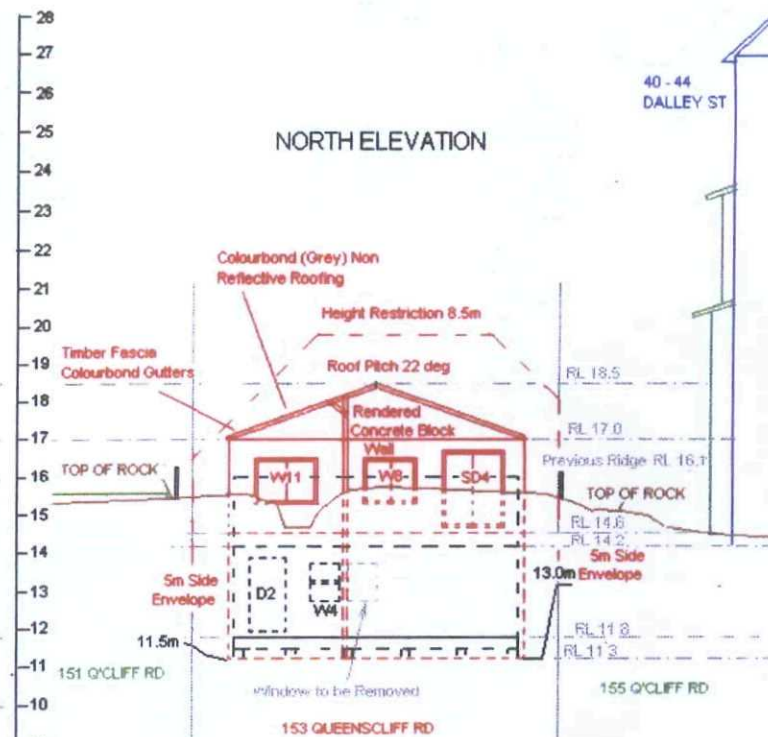 28
27
26
25
24
23
22
21
20
19
18
17
16
15
14
13
12
11
10
40 - 44
DALLEY ST
NORTH ELEVATION
Colourbond (Grey) Non
Reflective Roofing
Height Restriction 8.5m
Timber Fascia
Colourbond Gutters
Roof Pitch 22 deg
RL 18.5
Rendered
Concrete Block
Wall
RL 17.0
Previous Ridge RL 16.1
TOP OF ROCK
W11
W8
SD4
TOP OF ROCK
RL 14.6
RL 14.2
5m Side
Envelope
D2
W4
13.0m
5m Side
Envelope
11.5m
RL 11.8
RL 11.3
151 Q'CLIFF RD
Window to be Removed
155 Q'CLIFF RD
153 QUEENSCLIFF RD